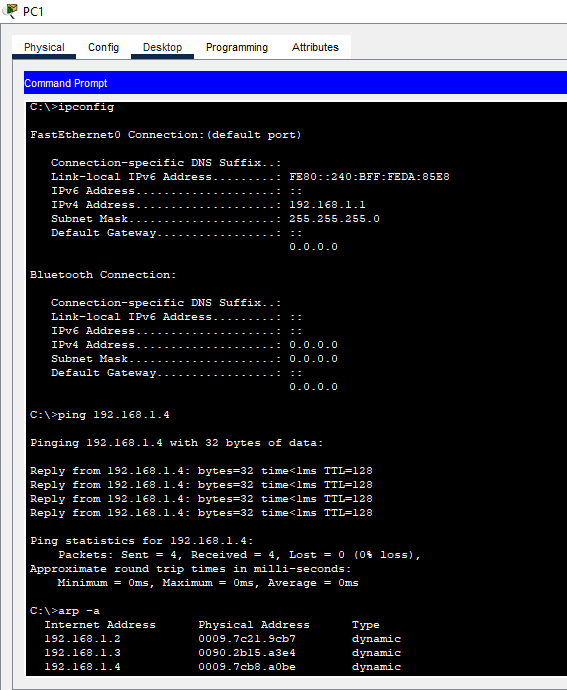 PC1
Physical Config Desktop Programming Attributes
Command Prompt
C:\>ipconfig
FastEthernet0 Connection:(default port)
Connection-specific DNS Suffix..:
Link-local IPv6 Address.........: FE80::240:BFF:FEDA:85E8
IPv6 Address....................: ::
IPv4 Address....................: 192.168.1.1
Subnet Mask.....................: 255.255.255.0
Default Gateway.................: ::
0.0.0.0
Bluetooth Connection:
Connection-specific DNS Suffix..:
Link-local IPv6 Address.........: ::
IPv6 Address....................: ::
IPv4 Address....................: 0.0.0.0
Subnet Mask.....................: 0.0.0.0
Default Gateway.................: ::
0.0.0.0
C:\>ping 192.168.1.4
Pinging 192.168.1.4 with 32 bytes of data:
Reply from 192.168.1.4: bytes=32 time<1ms TTL=128
Reply from 192.168.1.4: bytes=32 time<1ms TTL=128
Reply from 192.168.1.4: bytes=32 time<1ms TTL=128
Reply from 192.168.1.4: bytes=32 time<1ms TTL=128
Ping statistics for 192.168.1.4:
Packets: Sent = 4, Received = 4, Lost = 0 (0% loss),
Approximate round trip times in milli-seconds:
Minimum = 0ms, Maximum = 0ms, Average = 0ms
C:\>arp -a
Internet Address Physical Address Type
192.168.1.2 0009.7c21.9cb7 dynamic
192.168.1.3 0090.2b15.a3e4 dynamic
192.168.1.4 0009.7cb8.a0be dynamic